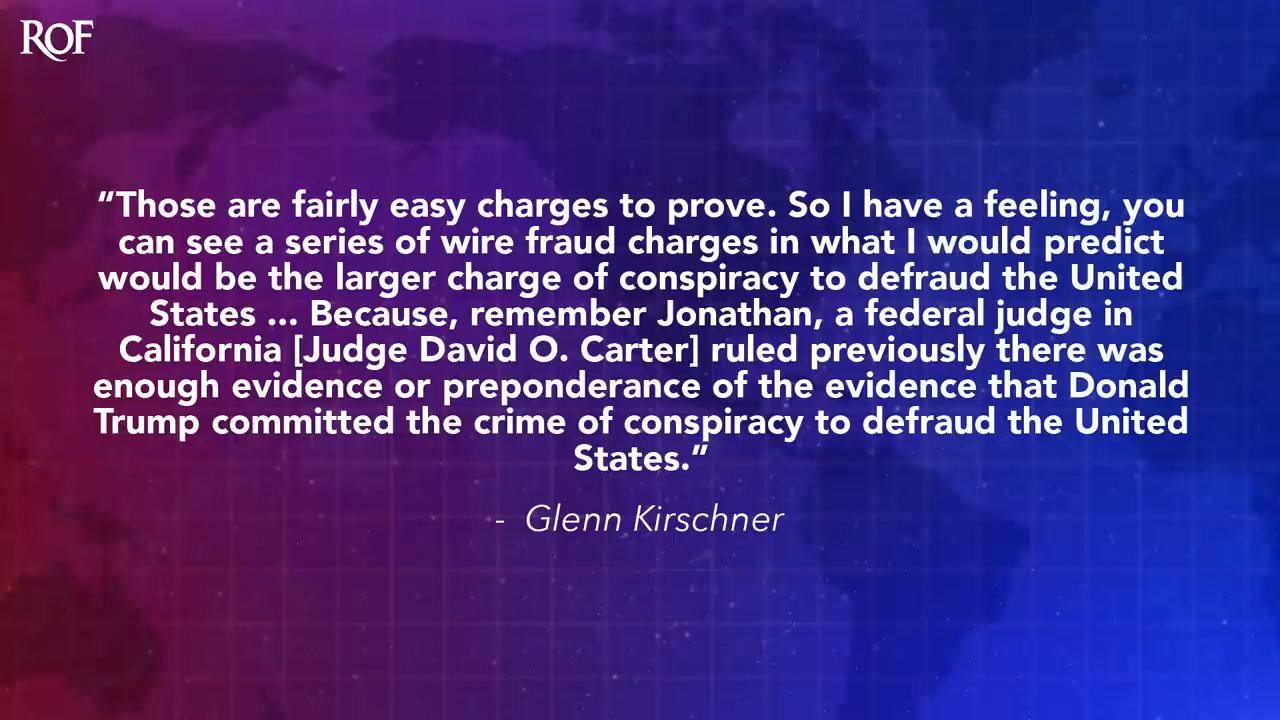 ROF
“Those are fairly easy charges to prove. So I have a feeling, you
can see a series of wire fraud charges in what I would predict
would be the larger charge of conspiracy to defraud the United
States ... Because, remember Jonathan, a federal judge in
California [Judge David O. Carter] ruled previously there was
enough evidence or preponderance of the evidence that Donald
Trump committed the crime of conspiracy to defraud the United
States.”
- Glenn Kirschner